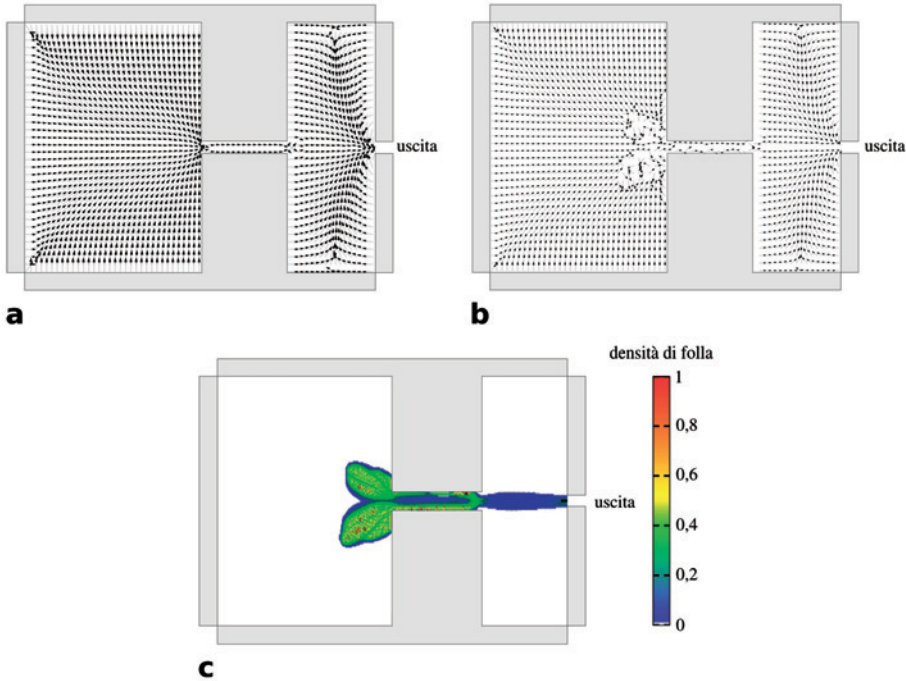 uscita
uscita
a
b
densità di folla
1
0,8
0,6
uscita
0,4
0,2
0
c